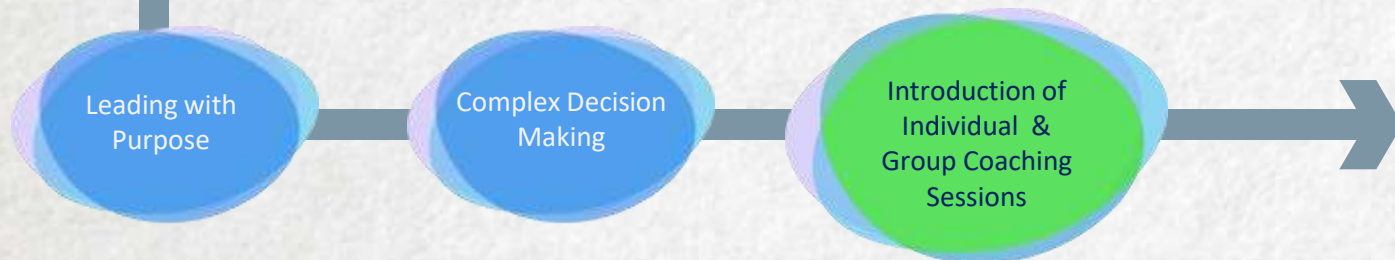 Leading with
Purpose
Complex Decision
Making
Introduction of
Individual &
Group Coaching
Sessions